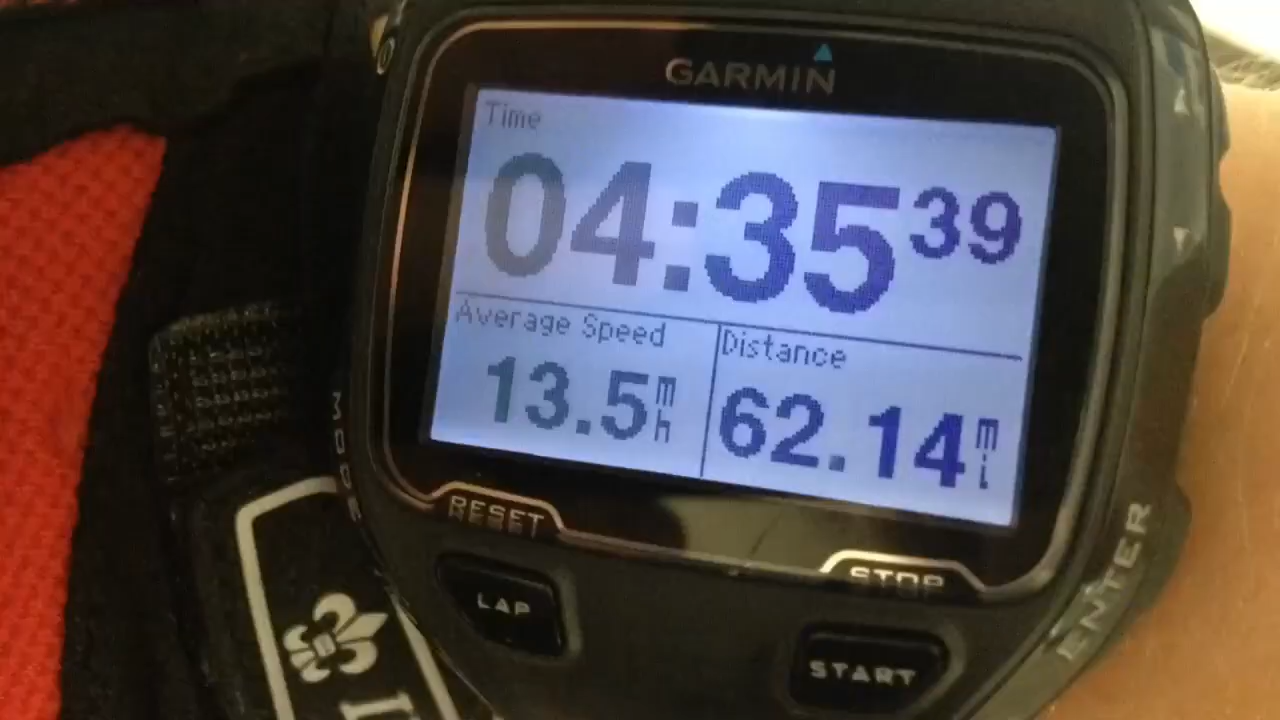 GARMIN
Time
04:35 39
Average Speed
Distance
13.5 mh
62.14 mi
MODE
RESET
STOP
LAP
START
ENTER